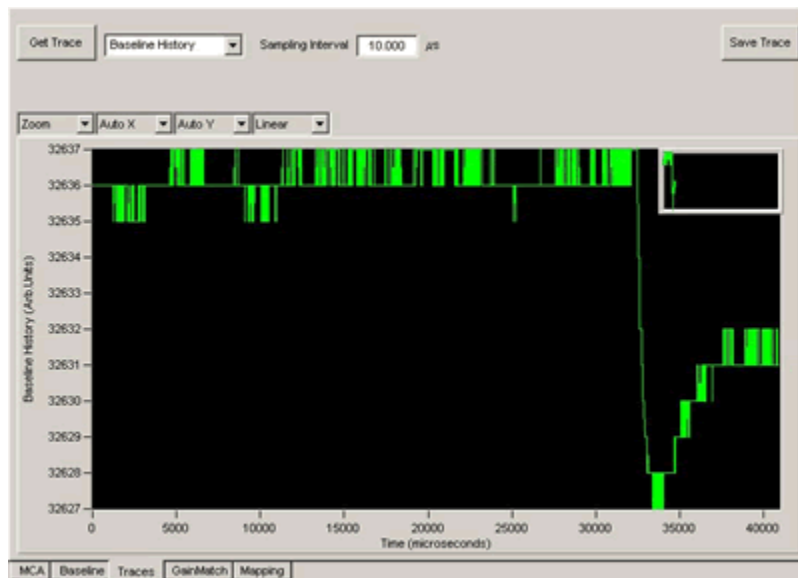 Get Trace Baseline History Sampling Interval 10.000 µs Save Trace
Zoom Auto X Auto Y Linear
32637
32636
32635
32634
32633
32632
32631
32630
32629
32628
32627
Baseline History (Arb.Units)
0 5000 10000 15000 20000 25000 30000 35000 40000
Time (microseconds)
MCA Baseline Traces GainMatch Mapping